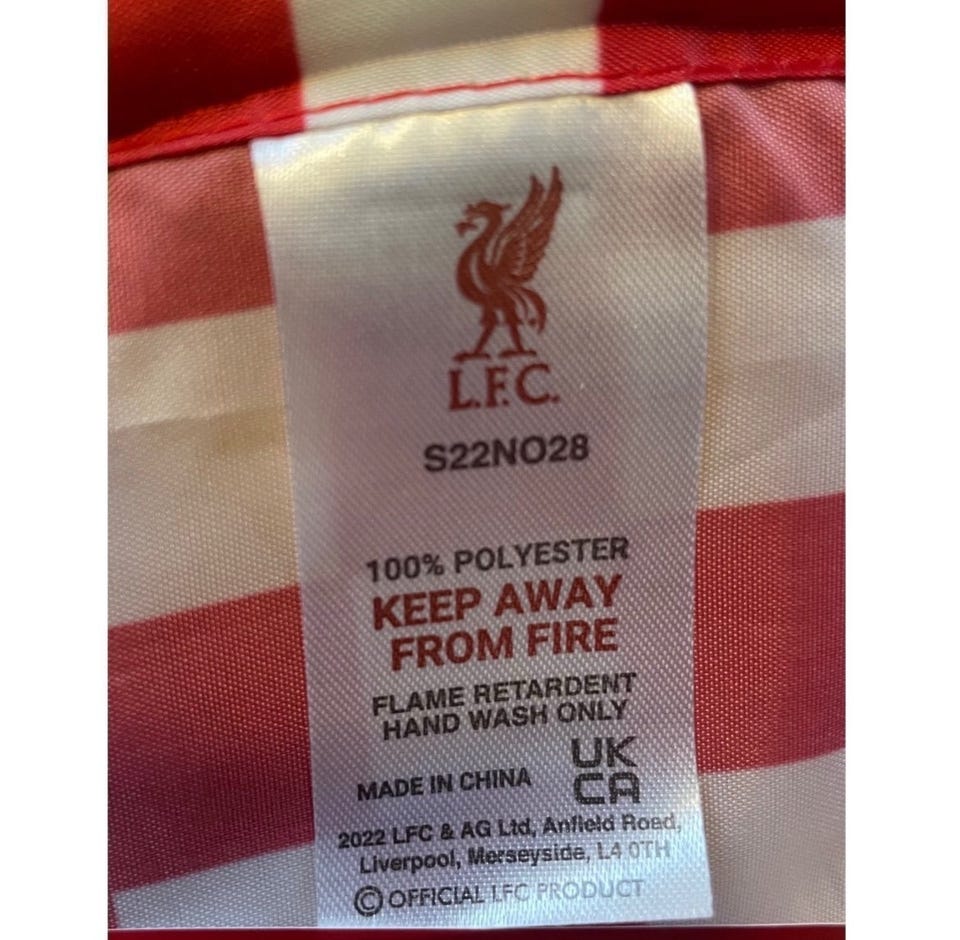 L.F.C.
S22NO28
100% POLYESTER
KEEP AWAY
FROM FIRE
FLAME RETARDENT
HAND WASH ONLY
MADE IN CHINA
UK
CA
2022 LFC & AG Ltd, Anfield Road,
Liverpool, Merseyside, L4 0TH
© OFFICIAL LFC PRODUCT